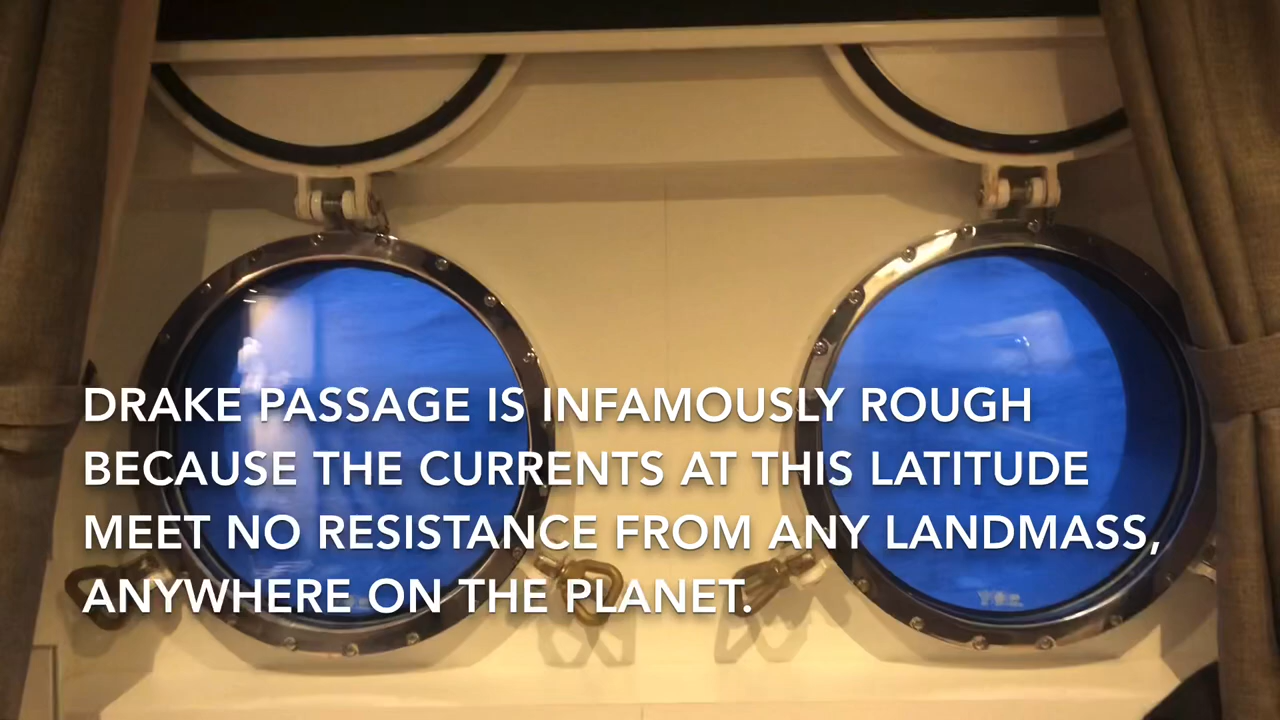 DRAKE PASSAGE IS INFAMOUSLY ROUGH
BECAUSE THE CURRENTS AT THIS LATITUDE
MEET NO RESISTANCE FROM ANY LANDMASS,
ANYWHERE ON THE PLANET.